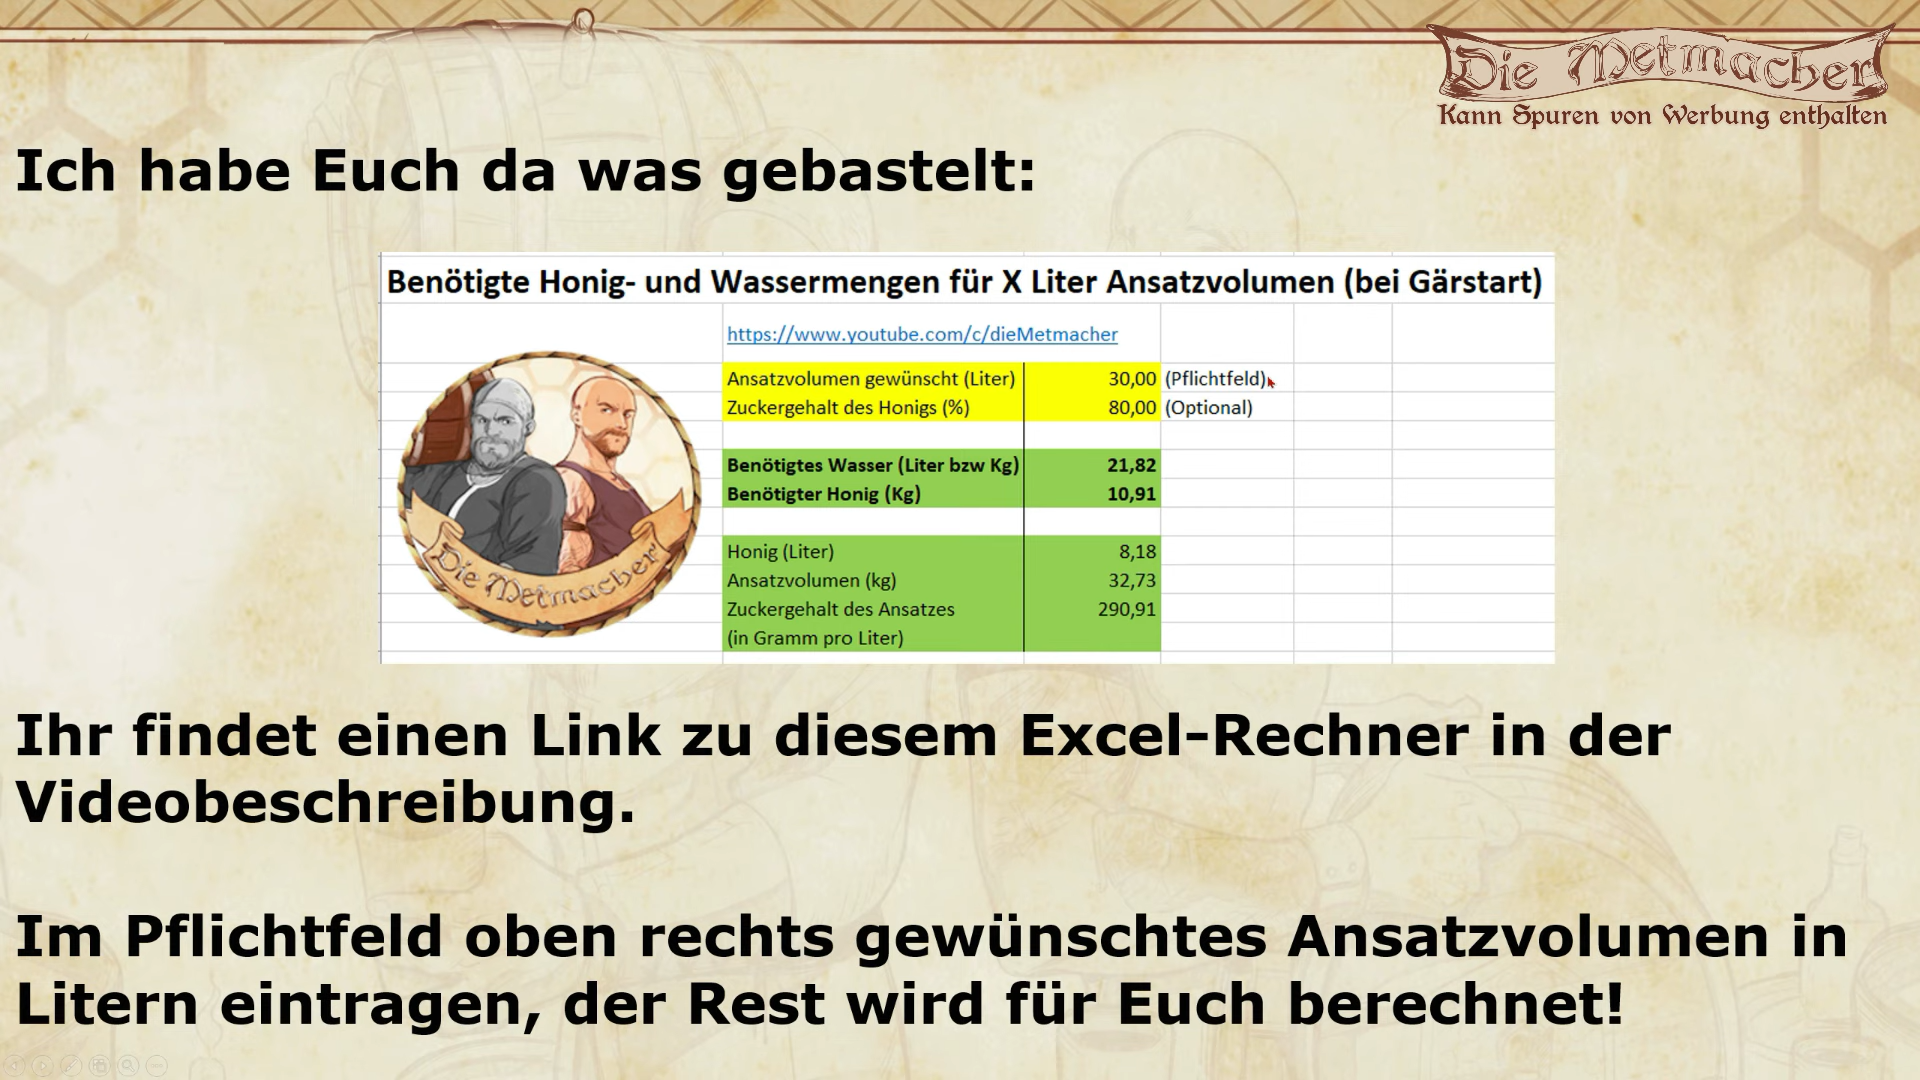 Die Metmacher
Kann Spuren von Werbung enthalten
Ich habe Euch da was gebastelt:
Benötigte Honig- und Wassermengen für X Liter Ansatzvolumen (bei Gärstart)
https://www.youtube.com/c/dieMetmacher
Ansatzvolumen gewünscht (Liter) 30,00 (Pflichtfeld)
Zuckergehalt des Honigs (%) 80,00 (Optional)
Benötigtes Wasser (Liter bzw Kg) 21,82
Benötigter Honig (Kg) 10,91
Honig (Liter) 8,18
Ansatzvolumen (kg) 32,73
Zuckergehalt des Ansatzes 290,91
(in Gramm pro Liter)
Die Metmacher
Ihr findet einen Link zu diesem Excel-Rechner in der
Videobeschreibung.
Im Pflichtfeld oben rechts gewünschtes Ansatzvolumen in
Litern eintragen, der Rest wird für Euch berechnet!